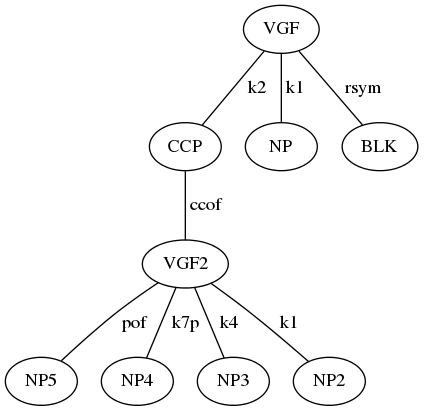 VGF
k2 k1 rsym
CCP NP BLK
ccof
VGF2
pof k7p k4 k1
NP5 NP4 NP3 NP2